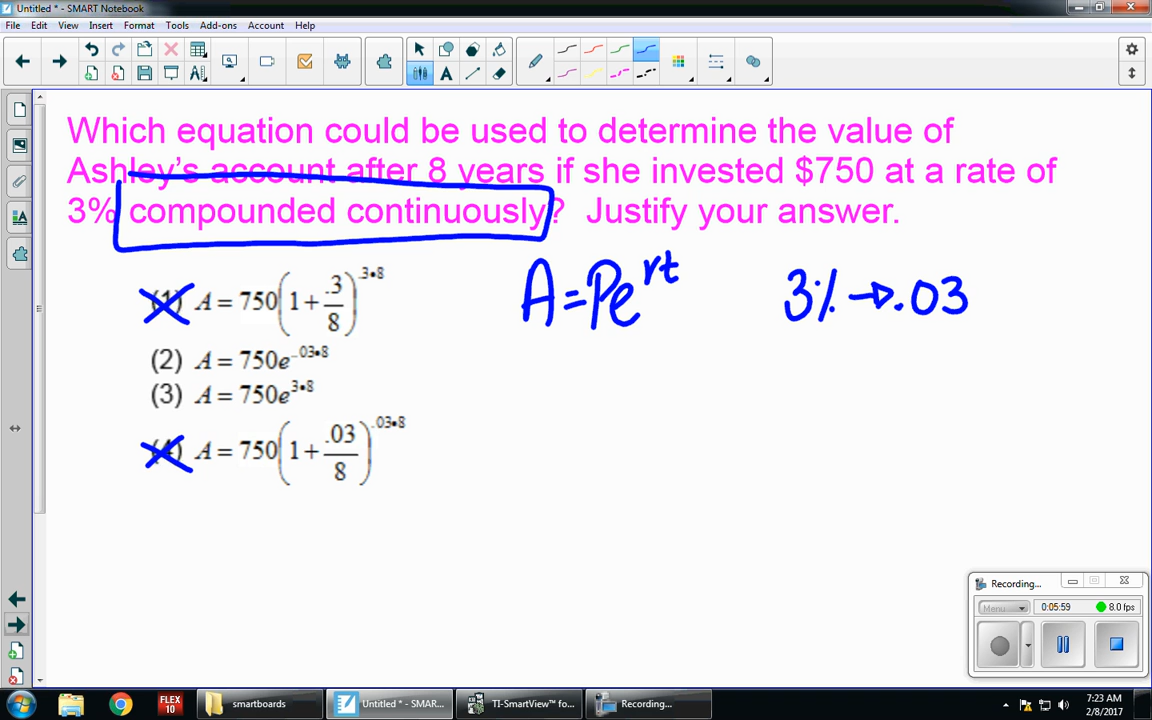 Untitled * - SMART Notebook
File Edit View Insert Format Tools Add-ons Account Help
Which equation could be used to determine the value of
Ashley's account after 8 years if she invested $750 at a rate of
3% compounded continuously? Justify your answer.
(1) A = 750(1 + .3/8)^.3•8
(2) A = 750e^.03•8
(3) A = 750e^3•8
(4) A = 750(1 + .03/8)^.03•8
A = Pe^rt
3% → .03
Recording...
Menu 0:05:59 8.0 fps
FLEX 10 smartboards Untitled * - SMAR... TI-SmartView™ fo... Recording... 7:23 AM
2/8/2017